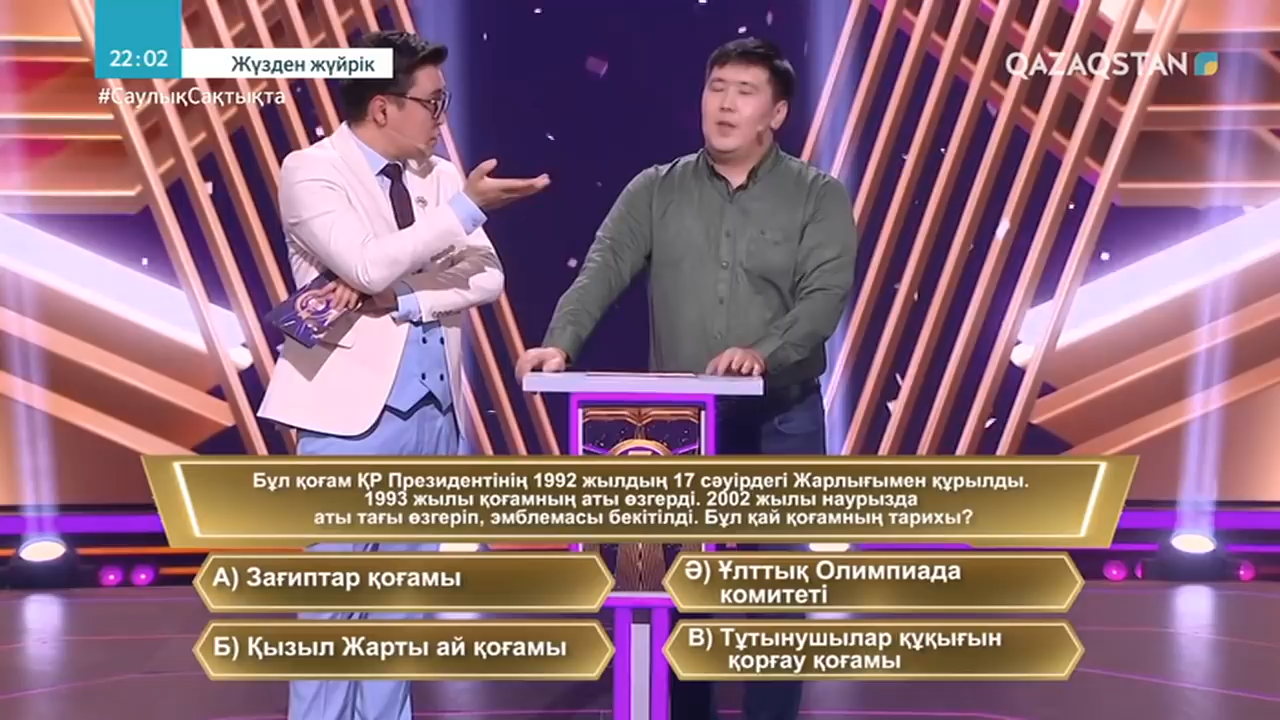 22:02
Жүзден жүйрік
#СаулықСақтықта
QAZAQSTAN
Бұл қоғам ҚР Президентінің 1992 жылдың 17 сәуірдегі Жарлығымен құрылды.
1993 жылы қоғамның аты өзгерді. 2002 жылы наурызда
аты тағы өзгеріп, эмблемасы бекітілді. Бұл қай қоғамның тарихы?
А) Зағиптар қоғамы
Ә) Ұлттық Олимпиада
комитеті
Б) Қызыл Жарты ай қоғамы
В) Тұтынушылар құқығын
қорғау қоғамы